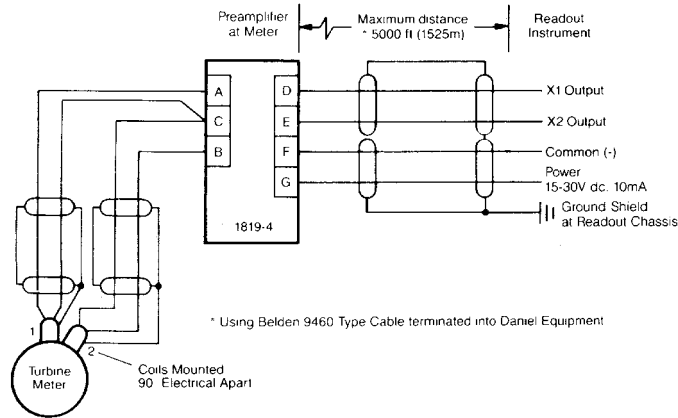 Preamplifier
at Meter
Maximum distance
* 5000 ft (1525m)
Readout
Instrument
A
C
B
D
E
F
G
1819-4
X1 Output
X2 Output
Common (-)
Power
15-30V dc. 10mA
Ground Shield
at Readout Chassis
* Using Belden 9460 Type Cable terminated into Daniel Equipment
1
2
Turbine
Meter
Coils Mounted
90 Electrical Apart